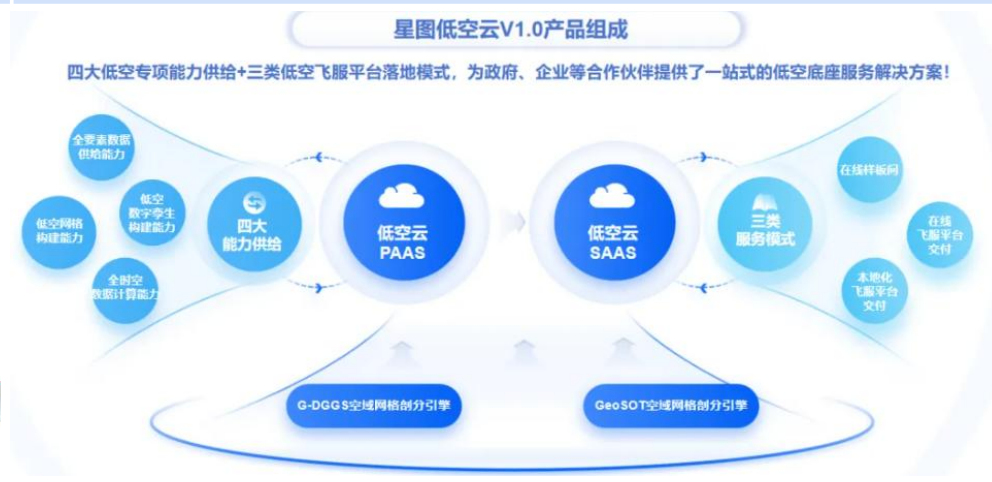 星图低空云V1.0产品组成
四大低空专项能力供给+三类低空飞服平台落地模式，为政府、企业等合作伙伴提供了一站式的低空底座服务解决方案！
全要素数据
供给能力
低空网格
构建能力
低空
数字孪生
构建能力
全时空
数据计算能力
四大
能力供给
低空云
PAAS
低空云
SAAS
三类
服务模式
在线样板间
在线
飞服平台
交付
本地化
飞服平台
交付
G-DGGS空域网格剖分引擎
GeoSOT空域网格剖分引擎